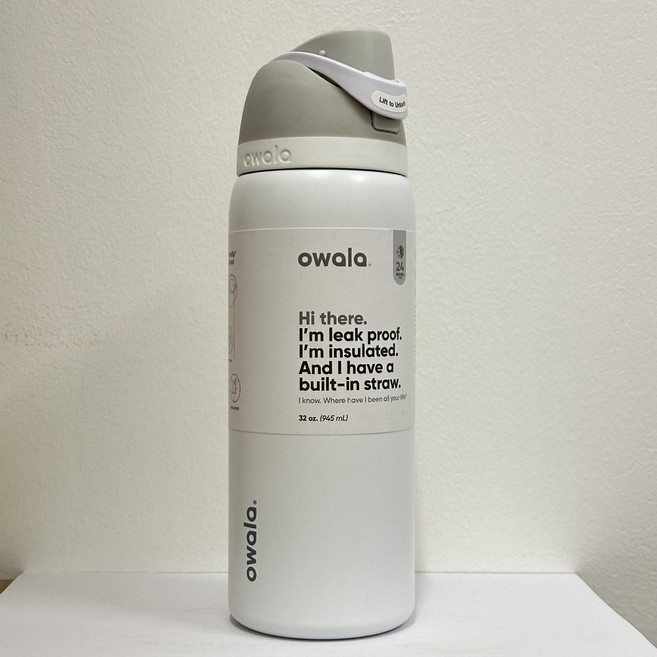 Lift to Unlock
owala
owala
24
Hi there.
I'm leak proof.
I'm insulated.
And I have a
built-in straw.
I know. Where have I been all your life?
32 oz. (945 mL)
owala